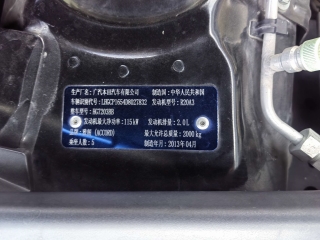 生产厂名：广汽本田汽车有限公司 制造国：中华人民共和国
车辆识别代号：LHGCP1654D8027832 发动机型号：R20A3
整车型号：HG7203BB
发动机最大净功率：115kW 发动机排量：2.0L
品牌：雅阁 (ACCORD) 最大允许总质量：2000 kg
乘坐人数：5 制造年月：2013年04月